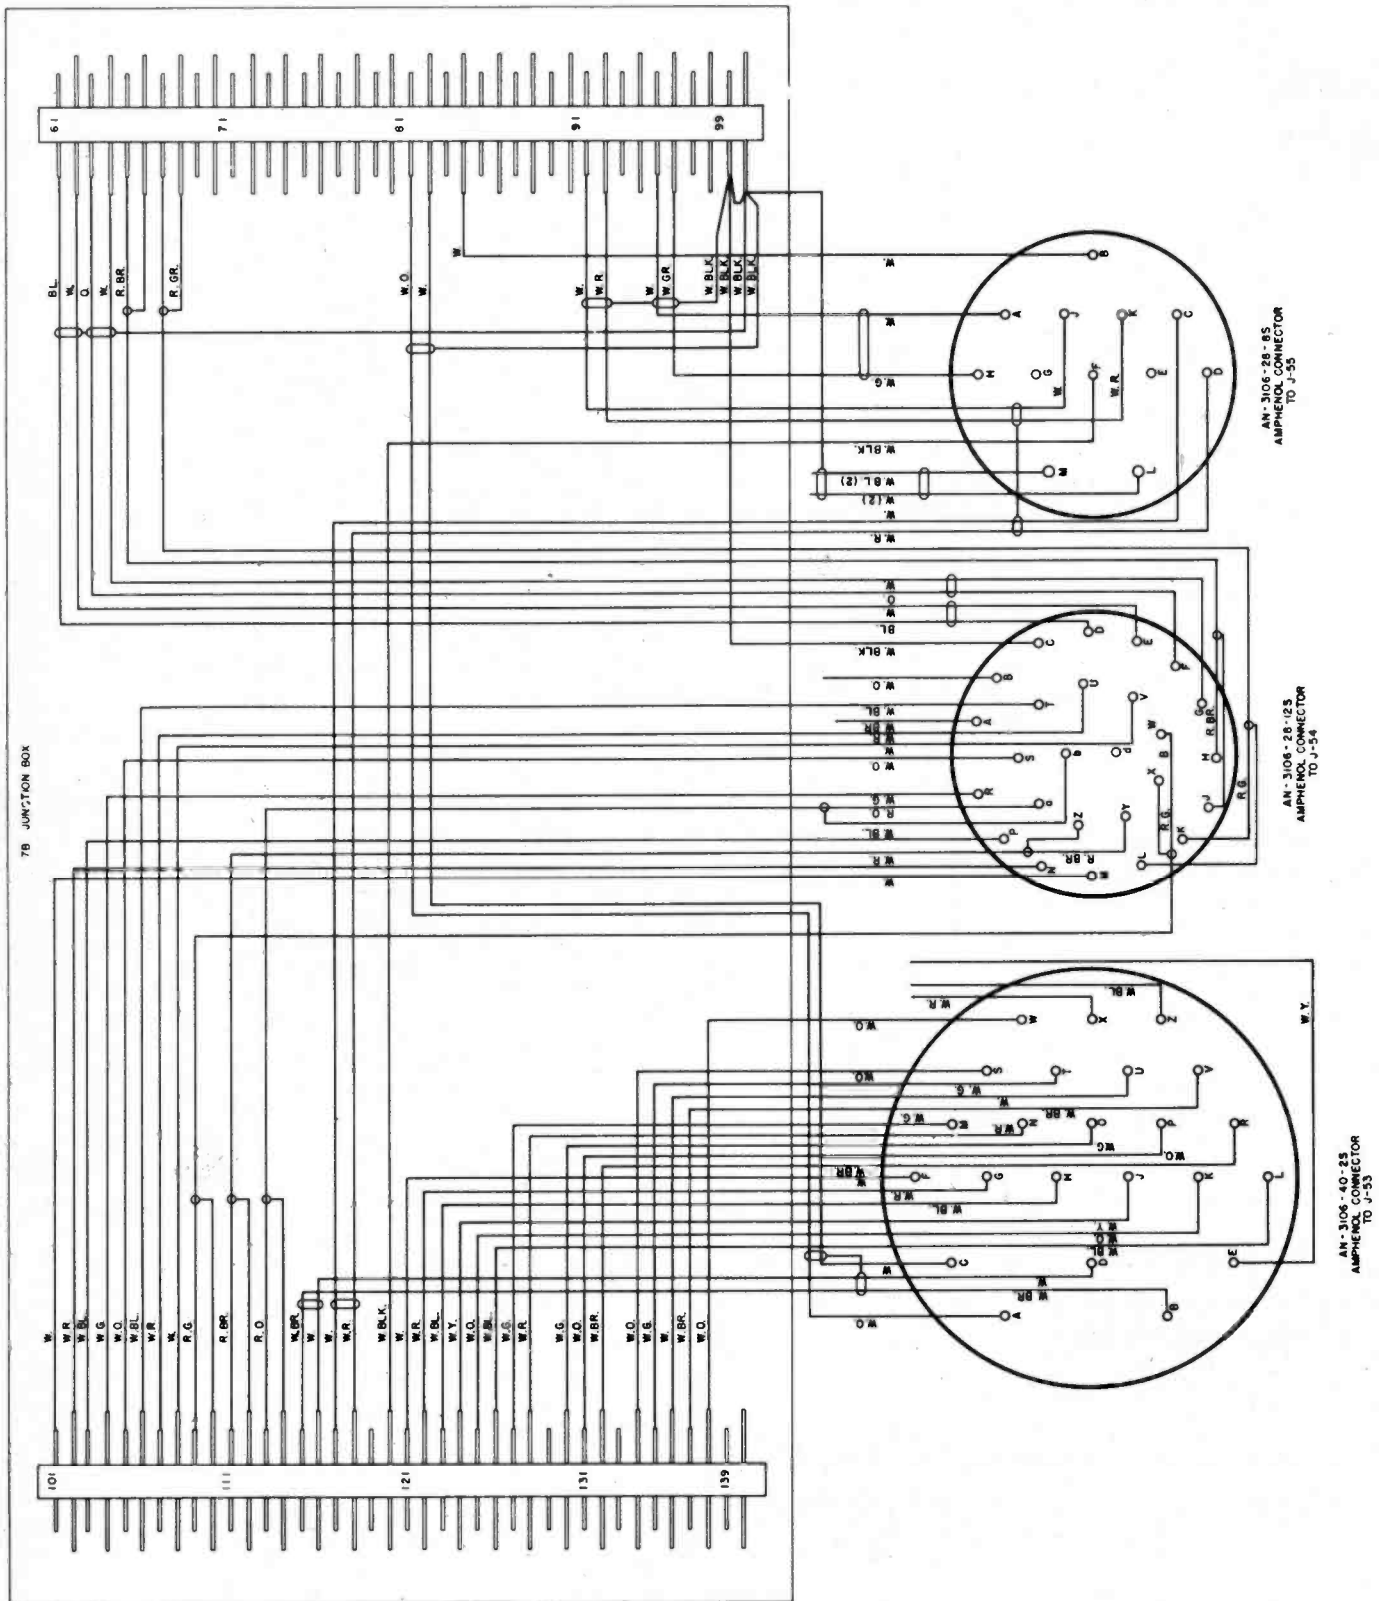 7B JUNCTION BOX
61
71
81
91
99
BL.
W.
O.
W.
R.BR.
R.GR.
W.O.
W.
W.
W.
W.R.
W.
W.GR.
W.BLK.
W.BLK.
W.BLK.
W.BLK.
101
111
121
131
139
W.
W.R.
W.BL.
W.G.
W.O.
W.BL.
W.R.
W.
R.G.
R.BR.
R.O.
W.BR.
W.
W.
W.R.
W.BLK.
W.
W.R.
W.BL.
W.Y.
W.O.
W.BL.
W.G.
W.R.
W.G.
W.O.
W.BR.
W.O.
W.G.
W.
W.BR.
W.O.
W.
W.
W.G
W.BLK.
W.BL(2)
W(2)
W.
W.R
B
A
J
K
C
H
G
F
E
D
M
L
W.
W.R.
AN-3106-28-8S
AMPHENOL CONNECTOR
TO J-55
W.
O
W
BL
W.BLK.
W.O.
W.BL
W.BR
W.R
W.
W.O.
W.G
R.O
W.BL.
W.R
W.
C
D
E
B
F
T
U
V
A
G
S
b
d
W
X
H
R
a
Z
Y
J
P
N
M
L
K
B
R.BR.
R.G.
R.G.
R.BR.
AN-3106-28-12S
AMPHENOL CONNECTOR
TO J-54
W.BL.
W.R.
W.O.
W.Y.
W
X
Z
S
T
U
V
M
N
O
P
R
F
G
H
J
K
L
C
D
E
A
B
W.O.
W.G.
W.
W.BR.
W.G.
W.R.
W.G
W.O.
W.BR.
W
W.R.
W.BL.
W.Y
W.O
W.BL
W
W.
W.BR.
W.O
AN-3106-40-2S
AMPHENOL CONNECTOR
TO J-53